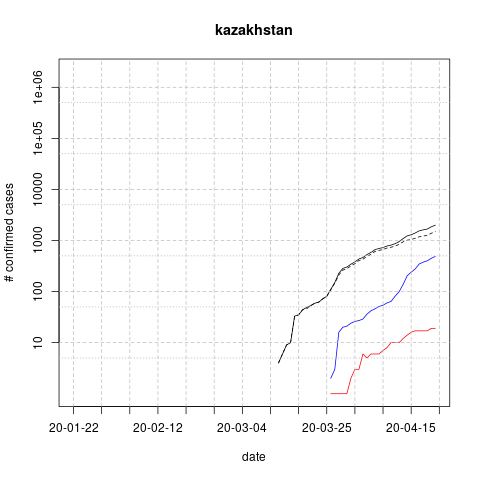 kazakhstan
# confirmed cases
1e+06
1e+05
10000
1000
100
10
20-01-22
20-02-12
20-03-04
20-03-25
20-04-15
date